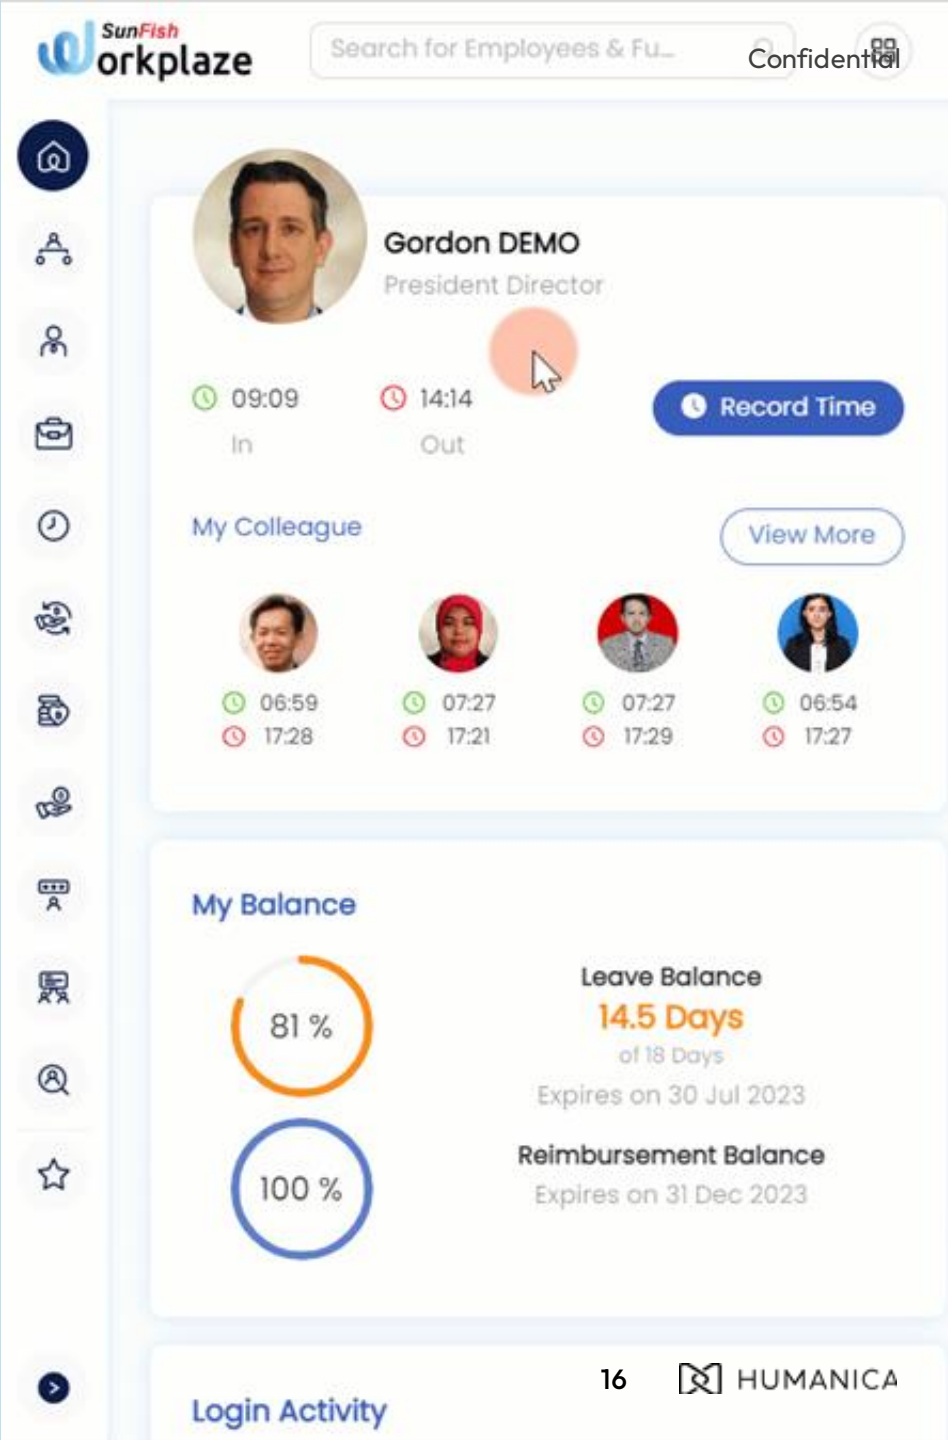 SunFish
Workplaze
Search for Employees & Fu...
Confidential
Gordon DEMO
President Director
09:09
14:14
Record Time
In
Out
My Colleague
View More
06:59
07:27
07:27
06:54
17:28
17:21
17:29
17:27
My Balance
81 %
Leave Balance
14.5 Days
of 18 Days
Expires on 30 Jul 2023
100 %
Reimbursement Balance
Expires on 31 Dec 2023
16
HUMANICA
Login Activity